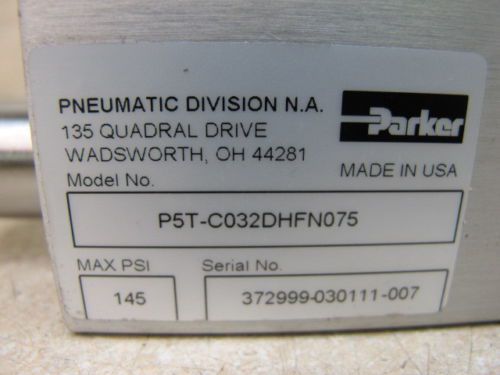 PNEUMATIC DIVISION N.A.
135 QUADRAL DRIVE
WADSWORTH, OH 44281
Parker
MADE IN USA
Model No.
P5T-C032DHFN075
MAX PSI
145
Serial No.
372999-030111-007